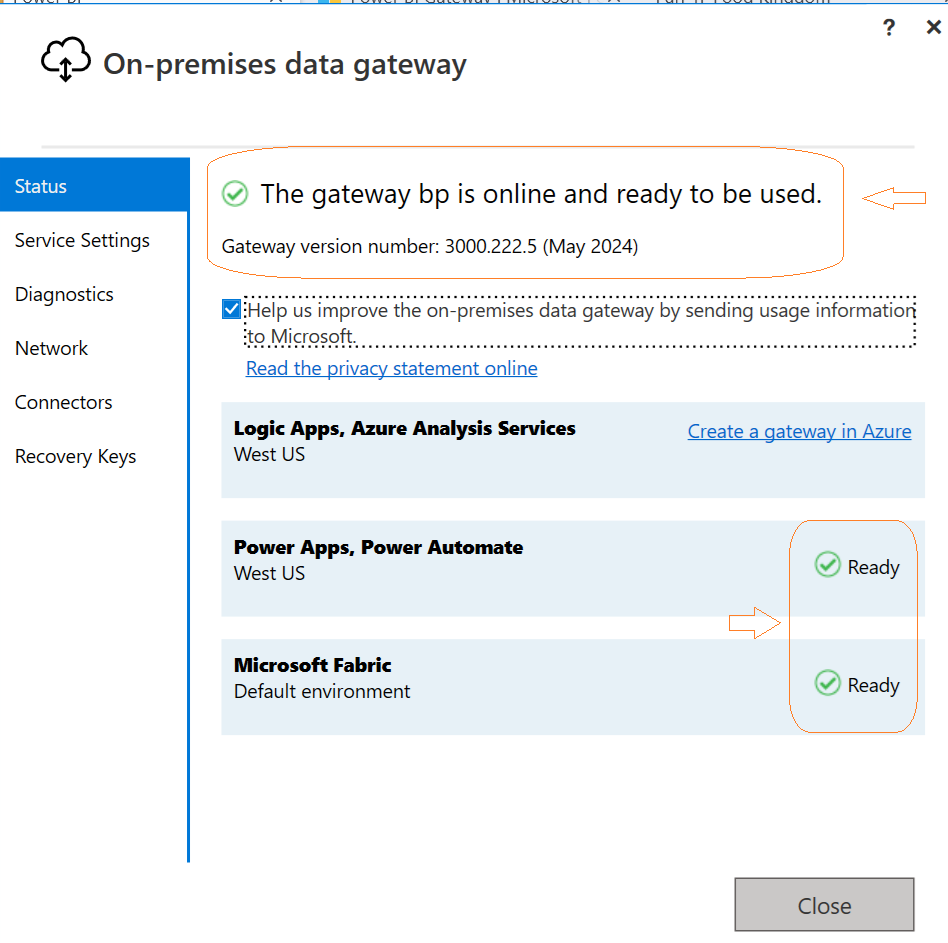 ?
On-premises data gateway
Status
Service Settings
Diagnostics
Network
Connectors
Recovery Keys
The gateway bp is online and ready to be used.
Gateway version number: 3000.222.5 (May 2024)
Help us improve the on-premises data gateway by sending usage information
to Microsoft.
Read the privacy statement online
Logic Apps, Azure Analysis Services
Create a gateway in Azure
West US
Power Apps, Power Automate
West US
Ready
Microsoft Fabric
Default environment
Ready
Close